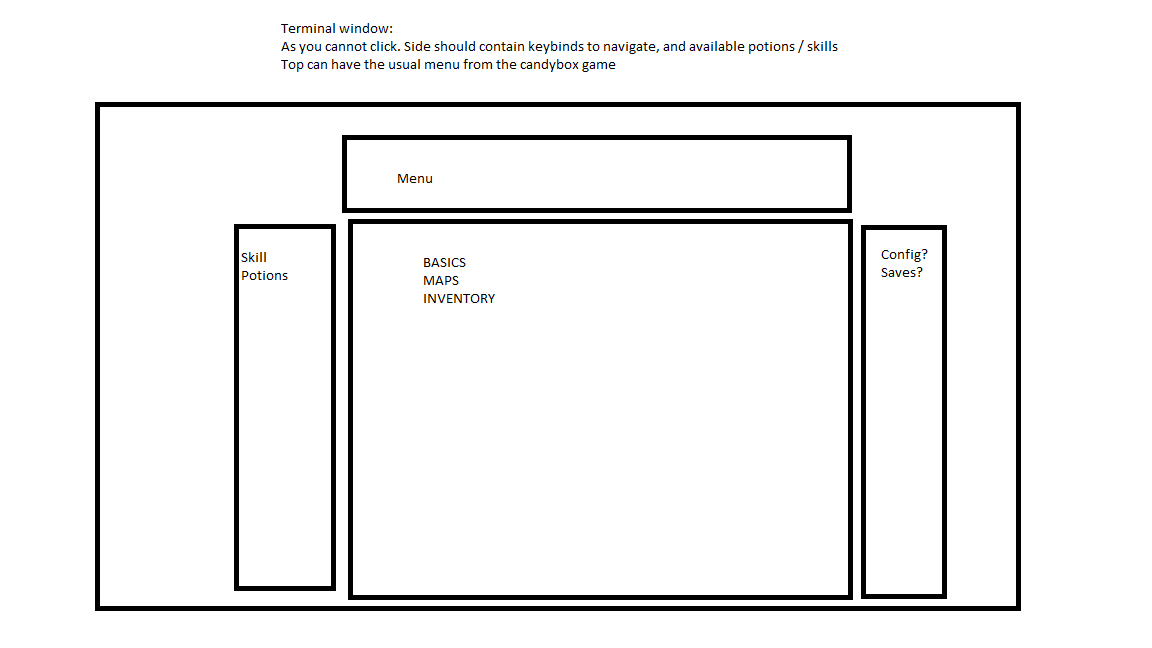 Terminal window:
As you cannot click. Side should contain keybinds to navigate, and available potions / skills
Top can have the usual menu from the candybox game
Menu
Skill
Potions
BASICS
MAPS
INVENTORY
Config?
Saves?